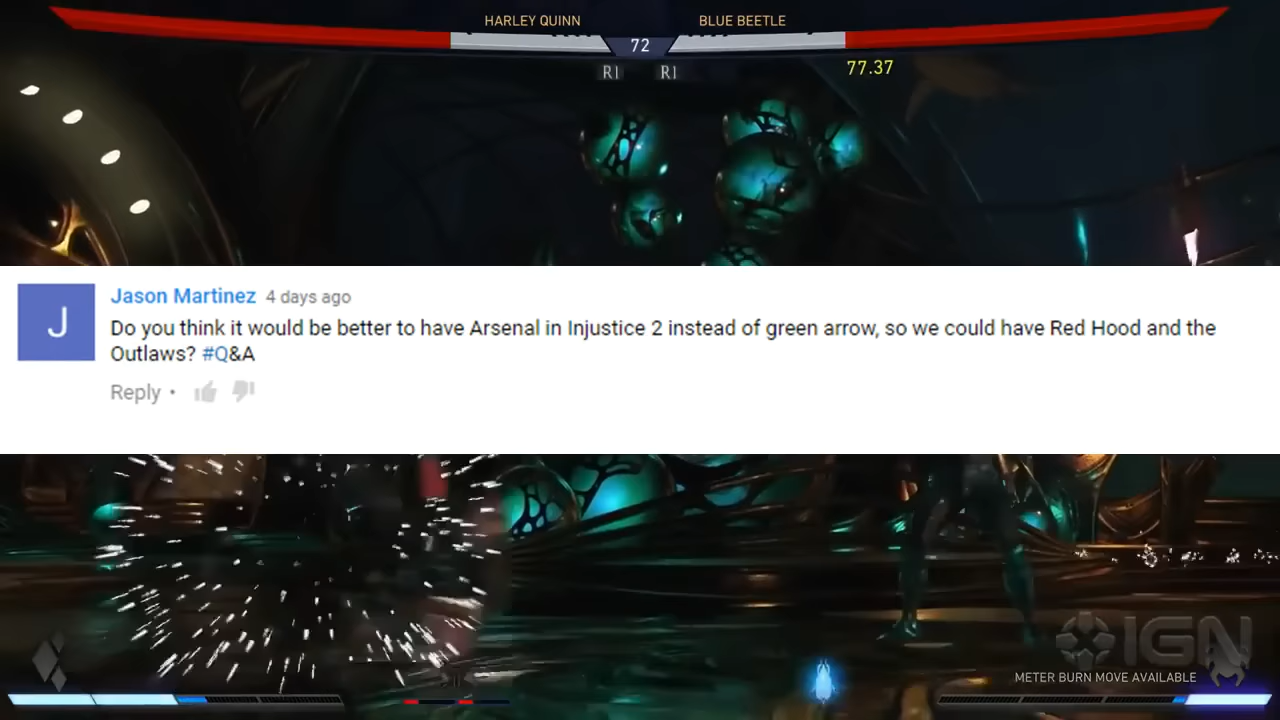 HARLEY QUINN
BLUE BEETLE
72
R1
R1
77.37
J
Jason Martinez 4 days ago
Do you think it would be better to have Arsenal in Injustice 2 instead of green arrow, so we could have Red Hood and the
Outlaws? #Q&A
Reply •
IGN
METER BURN MOVE AVAILABLE